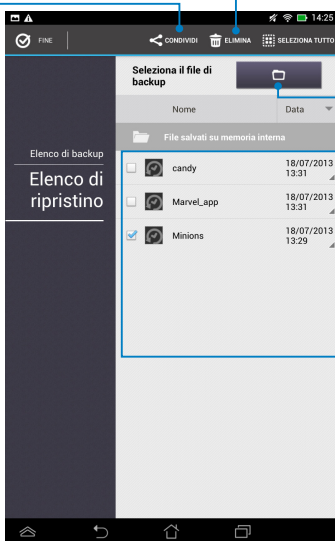 14:25
FINE
CONDIVIDI
ELIMINA
SELEZIONA TUTTO
Seleziona il file di
backup
Nome
Data
File salvati su memoria interna
Elenco di backup
Elenco di
ripristino
candy
18/07/2013
13:31
Marvel_app
18/07/2013
13:31
Minions
18/07/2013
13:29